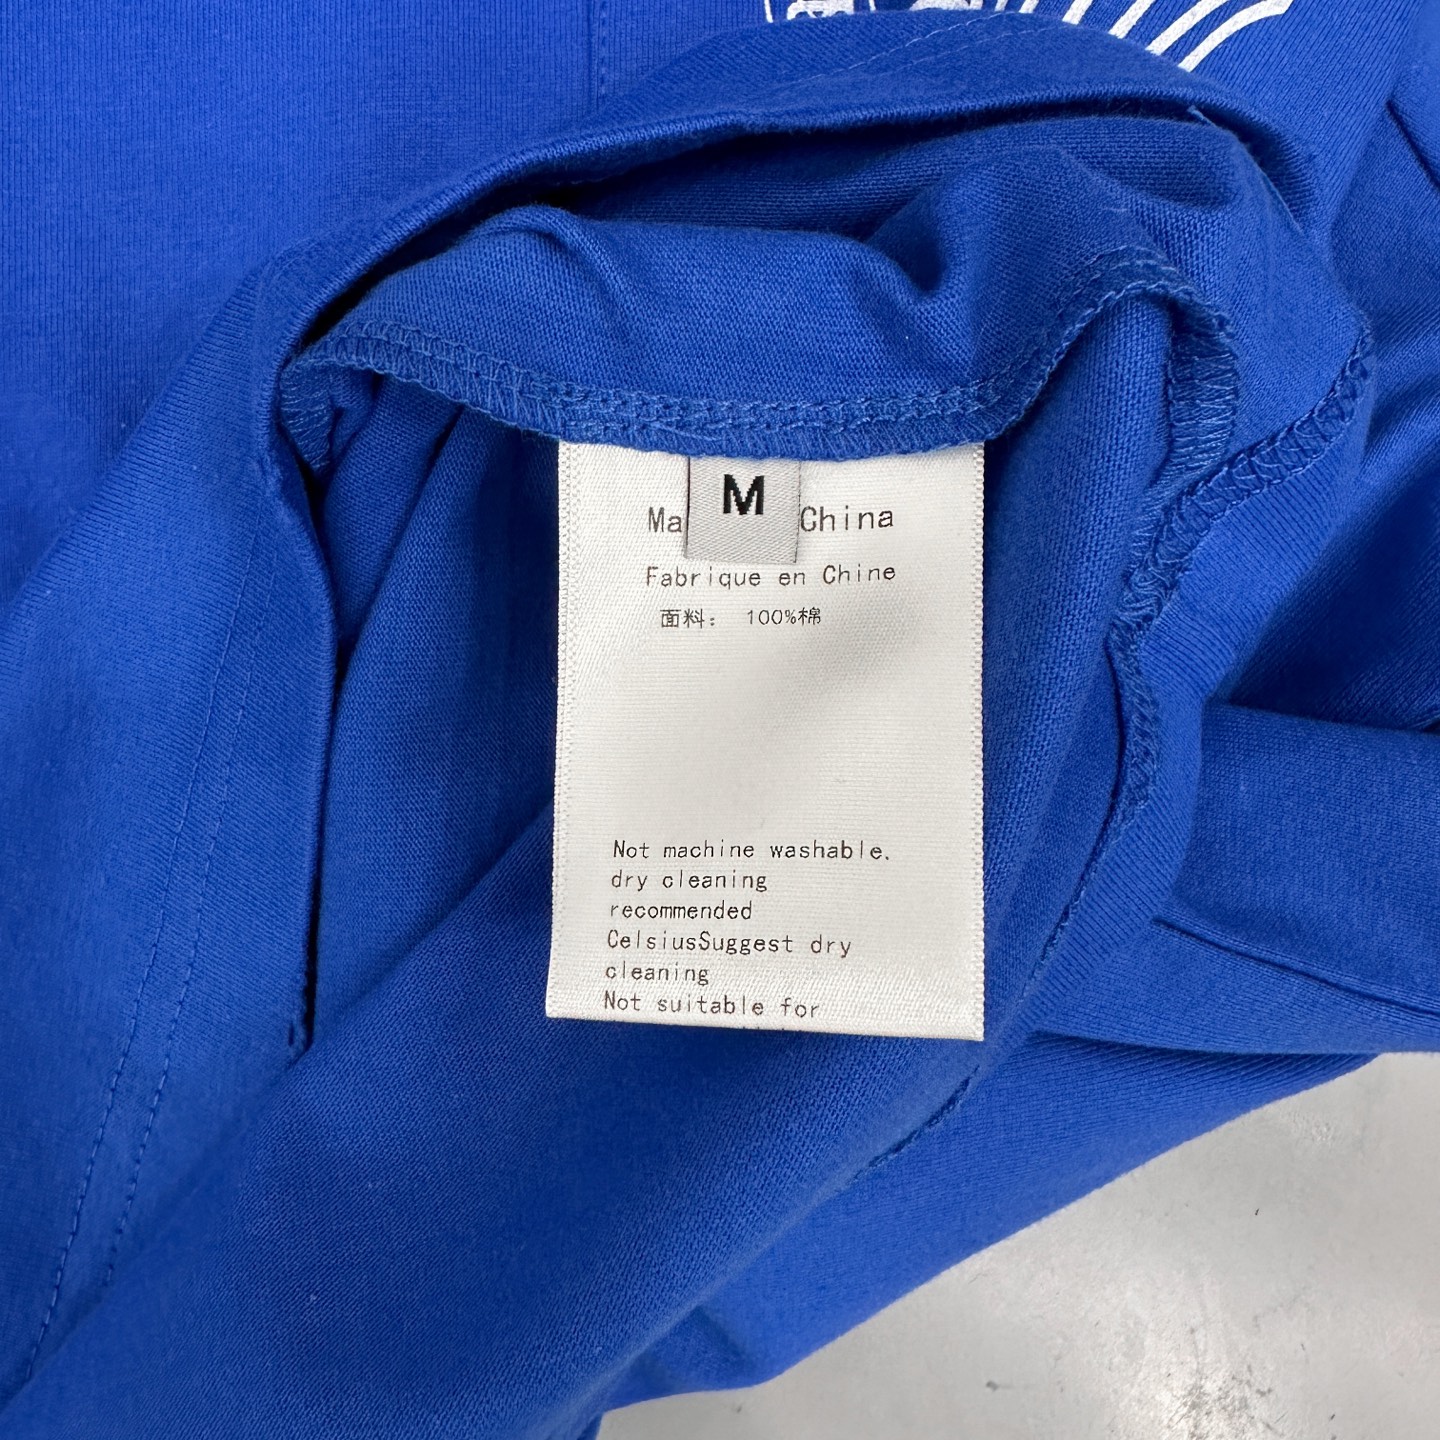 M
Ma China
Fabrique en Chine
面料： 100%棉
Not machine washable.
dry cleaning
recommended
CelsiusSuggest dry
cleaning
Not suitable for